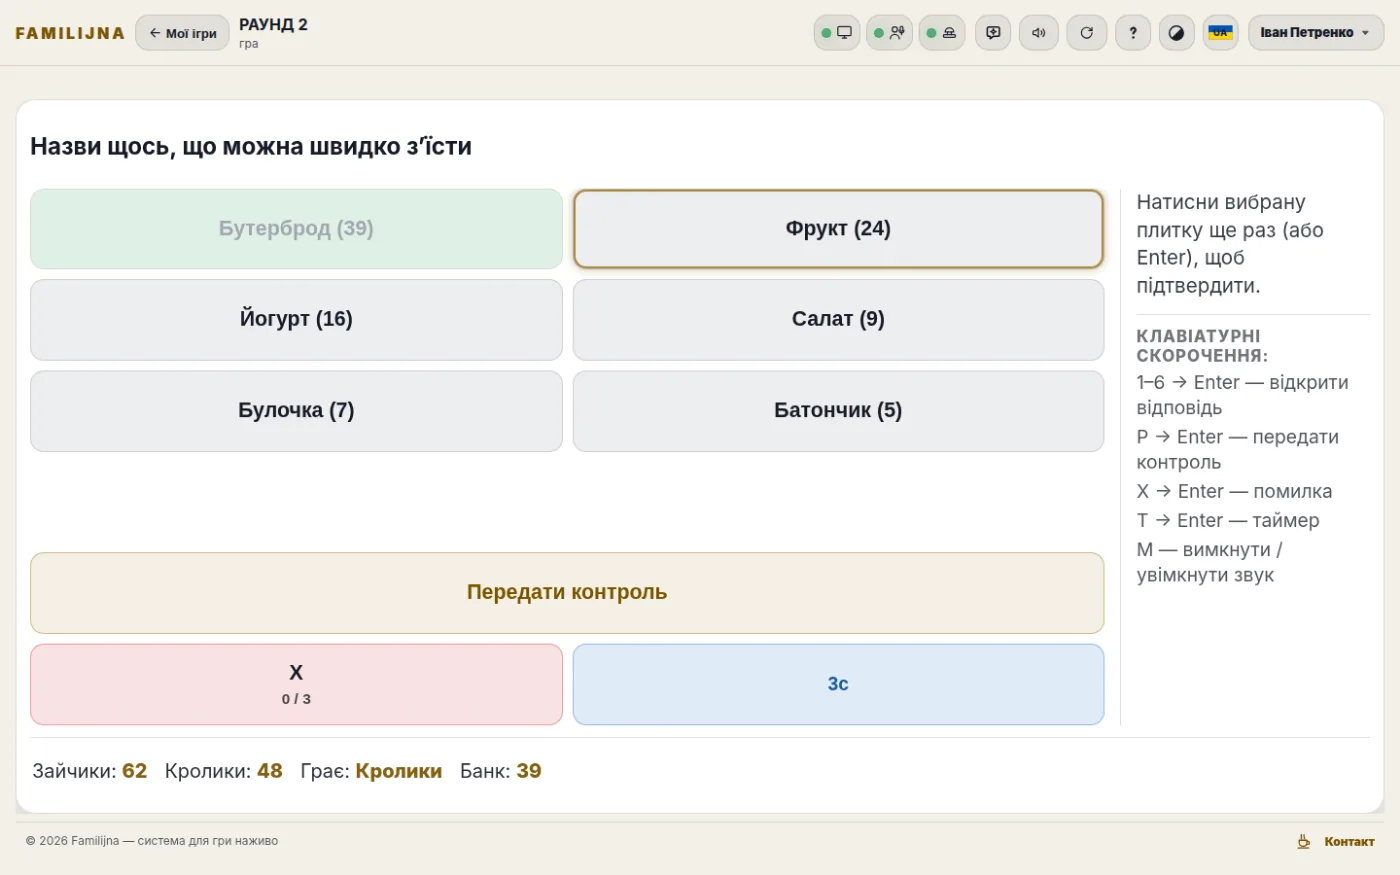 FAMILIJNA
← Мої ігри
РАУНД 2
гра
?
UA
Іван Петренко
Назви щось, що можна швидко з’їсти
Бутерброд (39)
Фрукт (24)
Йогурт (16)
Салат (9)
Булочка (7)
Батончик (5)
Передати контроль
X
0 / 3
3с
Натисни вибрану
плитку ще раз (або
Enter), щоб
підтвердити.
КЛАВІАТУРНІ
СКОРОЧЕННЯ:
1–6 → Enter — відкрити
відповідь
P → Enter — передати
контроль
X → Enter — помилка
T → Enter — таймер
M — вимкнути /
увімкнути звук
Зайчики: 62 Кролики: 48 Грає: Кролики Банк: 39
© 2026 Familijna — система для гри наживо
Контакт